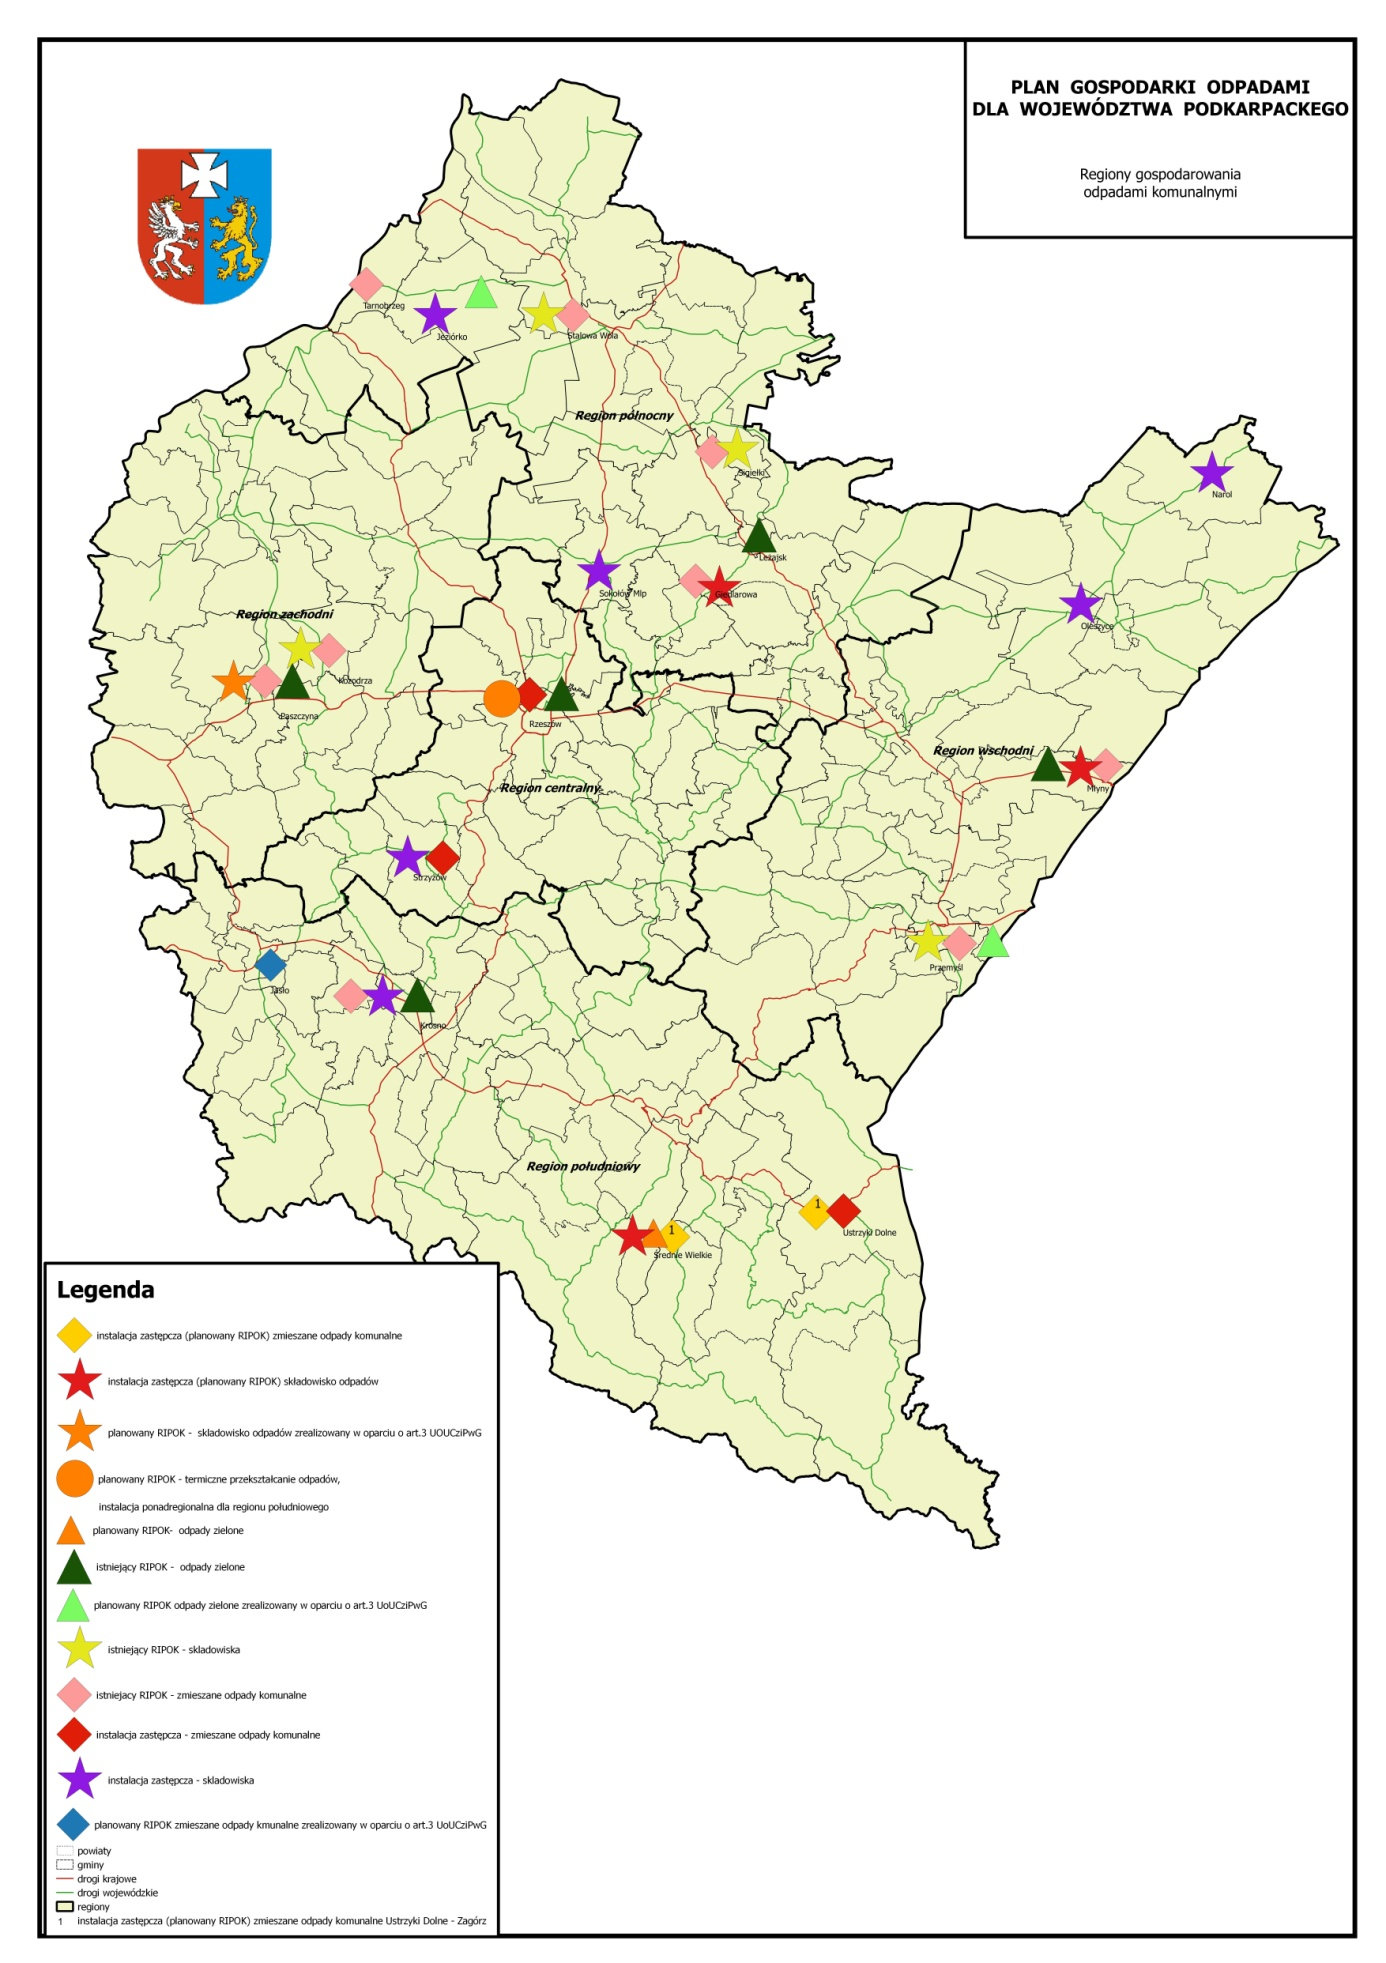 PLAN GOSPODARKI ODPADAMI
DLA WOJEWÓDZTWA PODKARPACKEGO
Regiony gospodarowania
odpadami komunalnymi
Tarnobrzeg
Jeziórko
Stalowa Wola
Region północny
Sigiełki
Narol
Leżajsk
Sokołów Mlp
Giedlarowa
Oleszyce
Region zachodni
Kozodrza
Paszczyna
Rzeszów
Region wschodni
Młyny
Region centralny
Strzyżów
Przemyśl
Jasło
Krosno
Region południowy
1
Ustrzyki Dolne
1
Średnie Wielkie
Legenda
instalacja zastępcza (planowany RIPOK) zmieszane odpady komunalne
instalacja zastępcza (planowany RIPOK) składowisko odpadów
planowany RIPOK - składowisko odpadów zrealizowany w oparciu o art.3 UOUCziPwG
planowany RIPOK - termiczne przekształcanie odpadów,
instalacja ponadregionalna dla regionu południowego
planowany RIPOK- odpady zielone
istniejący RIPOK - odpady zielone
planowany RIPOK odpady zielone zrealizowany w oparciu o art.3 UoUCziPwG
istniejący RIPOK - skladowiska
istniejacy RIPOK - zmieszane odpady komunalne
instalacja zastępcza - zmieszane odpady komunalne
instalacja zastępcza - skladowiska
planowany RIPOK zmieszane odpady kmunalne zrealizowany w oparciu o art.3 UoUCziPwG
powiaty
gminy
drogi krajowe
drogi wojewódzkie
regiony
1 instalacja zastępcza (planowany RIPOK) zmieszane odpady komunalne Ustrzyki Dolne - Zagórz